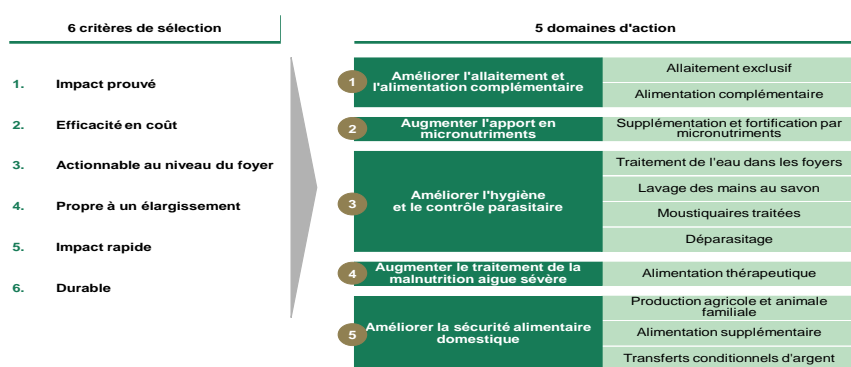 6 critères de sélection
1. Impact prouvé
2. Efficacité en coût
3. Actionnable au niveau du foyer
4. Propre à un élargissement
5. Impact rapide
6. Durable
5 domaines d'action
1
Améliorer l'allaitement et
l'alimentation complémentaire
Allaitement exclusif
Alimentation complémentaire
2
Augmenter l'apport en
micronutriments
Supplémentation et fortification par
micronutriments
3
Améliorer l'hygiène
et le contrôle parasitaire
Traitement de l'eau dans les foyers
Lavage des mains au savon
Moustiquaires traitées
Déparasitage
4
Augmenter le traitement de la
malnutrition aigue sévère
Alimentation thérapeutique
5
Améliorer la sécurité alimentaire
domestique
Production agricole et animale
familiale
Alimentation supplémentaire
Transferts conditionnels d'argent